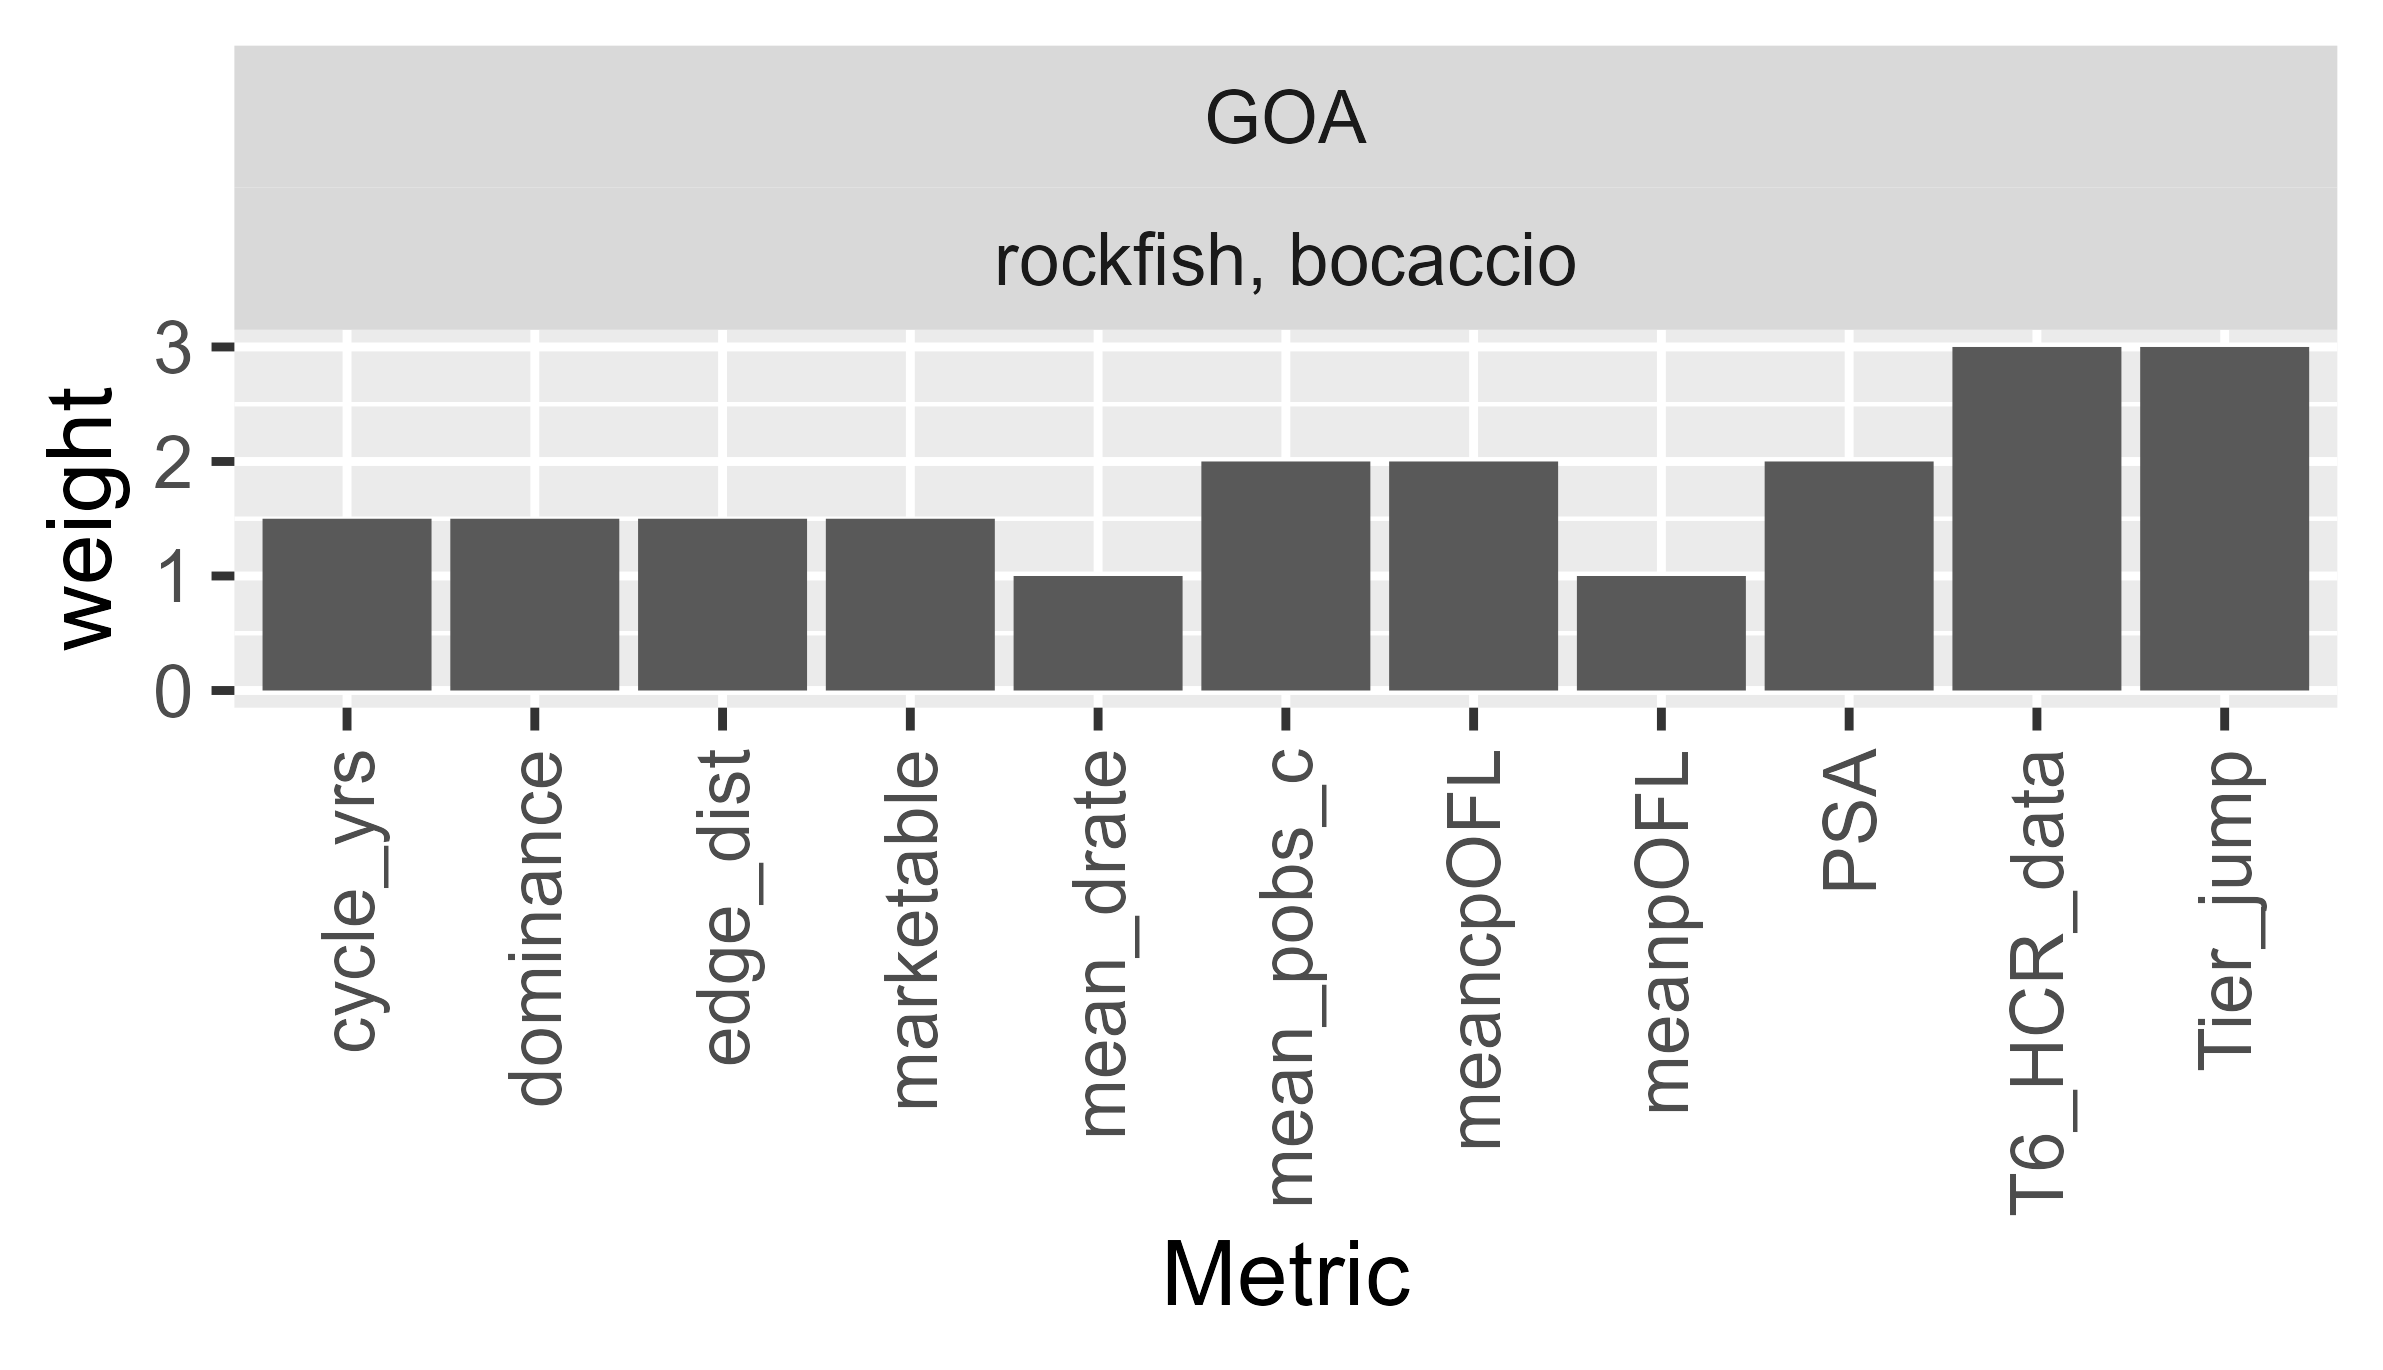 GOA
rockfish, bocaccio
weight
3
2
1
0
cycle_yrs
dominance
edge_dist
marketable
mean_drate
mean_pobs_c
meancpOFL
meanpOFL
PSA
T6_HCR_data
Tier_jump
Metric